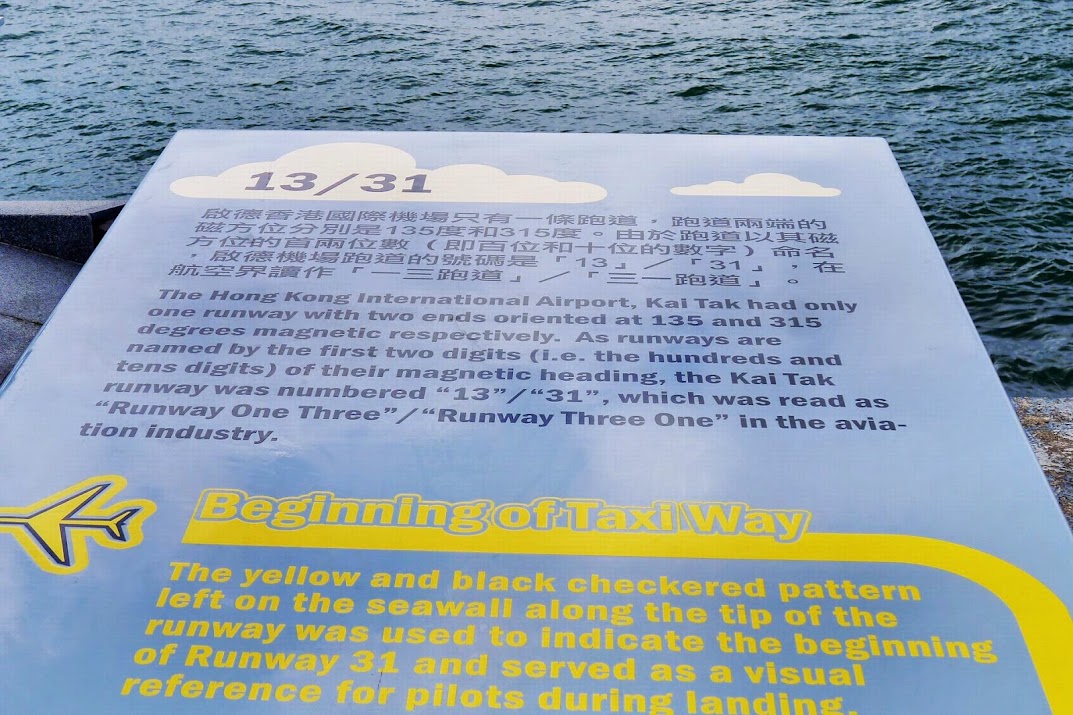 13/31
啟德香港國際機場只有一條跑道，跑道兩端的
磁方位分別是135度和315度。由於跑道以其磁
方位的首兩位數（即百位和十位的數字）命名
，啟德機場跑道的號碼是「13」/「31」，在
航空界讀作「一三跑道」/「三一跑道」。
The Hong Kong International Airport, Kai Tak had only
one runway with two ends oriented at 135 and 315
degrees magnetic respectively. As runways are
named by the first two digits (i.e. the hundreds and
tens digits) of their magnetic heading, the Kai Tak
runway was numbered “13”/“31”, which was read as
“Runway One Three”/“Runway Three One” in the avia-
tion industry.
Beginning of Taxi Way
The yellow and black checkered pattern
left on the seawall along the tip of the
runway was used to indicate the beginning
of Runway 31 and served as a visual
reference for pilots during landing.